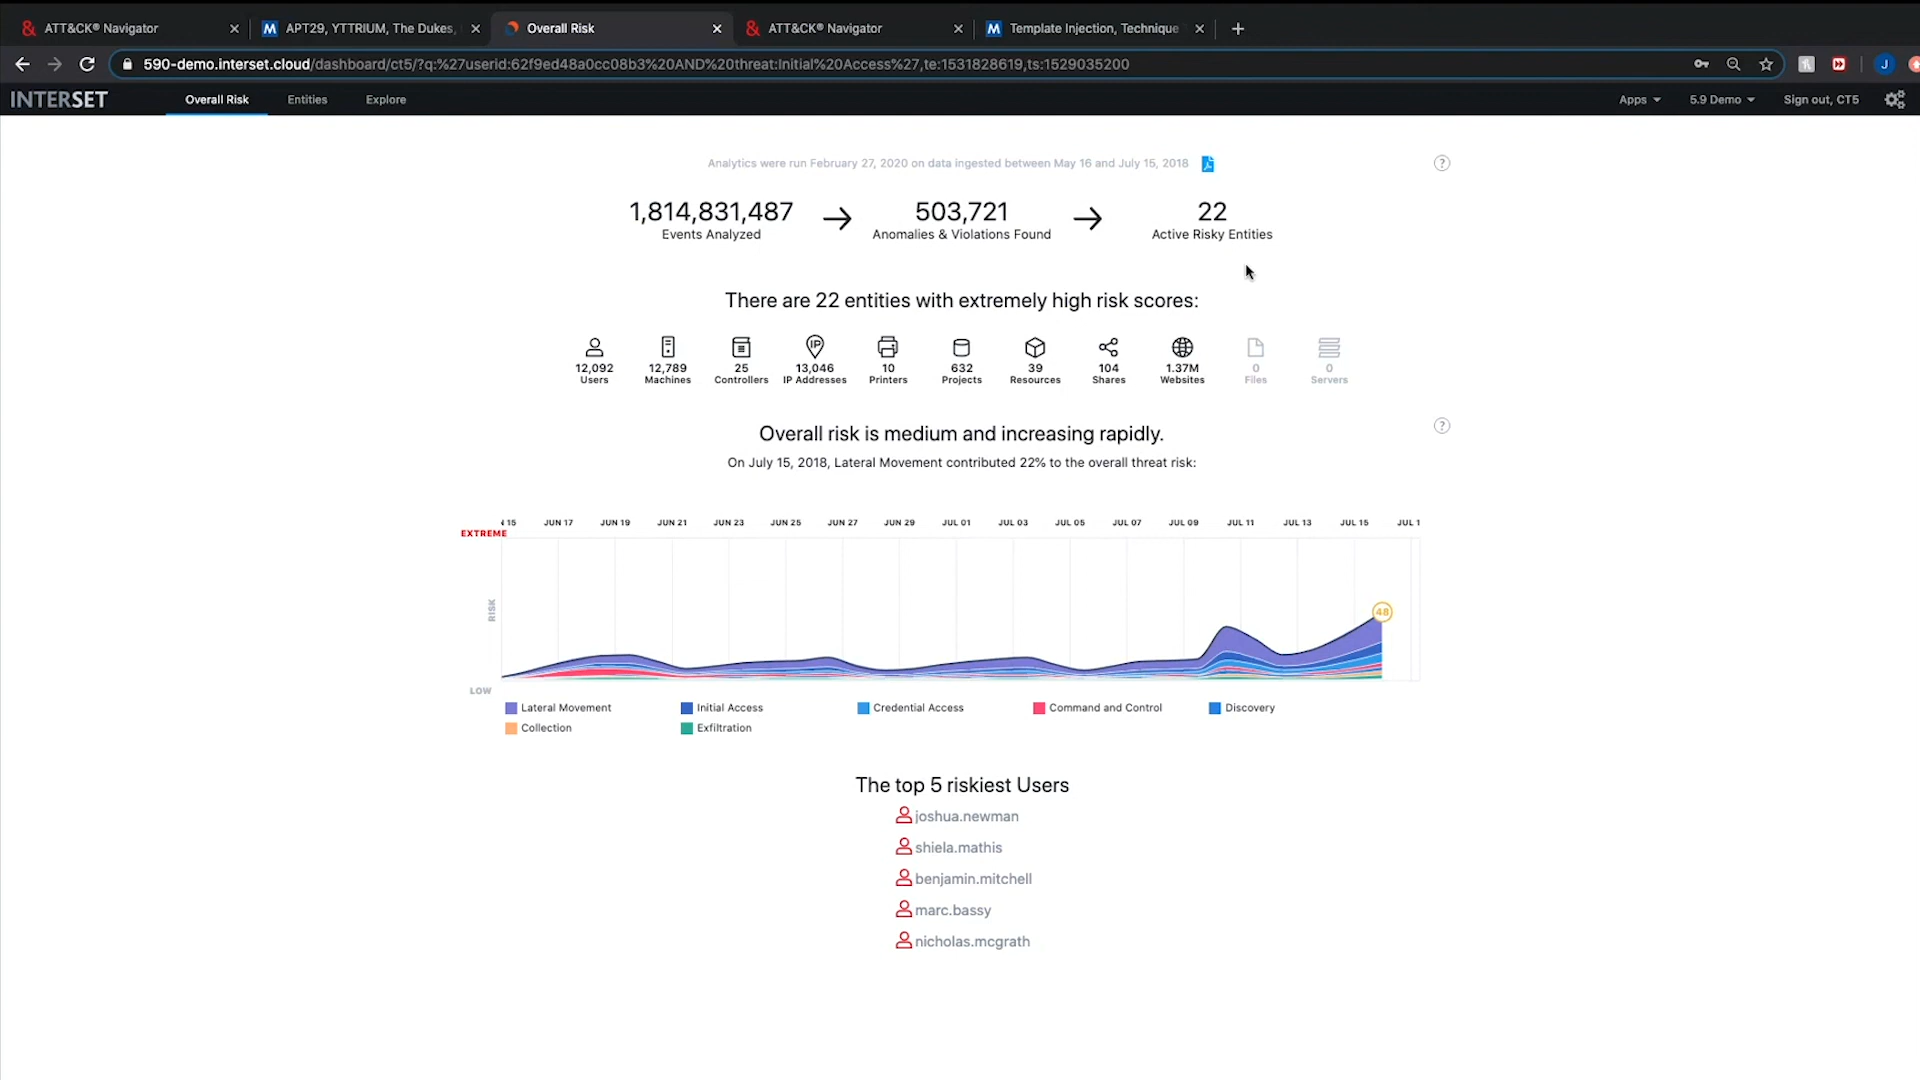 ATT&CK® Navigator
APT29, YTTRIUM, The Dukes,
Overall Risk
ATT&CK® Navigator
Template Injection, Technique
590-demo.interset.cloud/dashboard/ct5/?q:%27userid:62f9ed48a0cc08b3%20AND%20threat:Initial%20Access%27,te:1531828619,ts:1529035200
J
INTERSET
Overall Risk
Entities
Explore
Apps
5.9 Demo
Sign out, CT5
Analytics were run February 27, 2020 on data ingested between May 16 and July 15, 2018
?
1,814,831,487
Events Analyzed
503,721
Anomalies & Violations Found
22
Active Risky Entities
There are 22 entities with extremely high risk scores:
12,092
Users
12,789
Machines
25
Controllers
IP
13,046
IP Addresses
10
Printers
632
Projects
39
Resources
104
Shares
1.37M
Websites
0
Files
0
Servers
Overall risk is medium and increasing rapidly.
?
On July 15, 2018, Lateral Movement contributed 22% to the overall threat risk:
15 JUN 17 JUN 19 JUN 21 JUN 23 JUN 25 JUN 27 JUN 29 JUL 01 JUL 03 JUL 05 JUL 07 JUL 09 JUL 11 JUL 13 JUL 15 JUL 1
EXTREME
RISK
48
LOW
Lateral Movement
Initial Access
Credential Access
Command and Control
Discovery
Collection
Exfiltration
The top 5 riskiest Users
joshua.newman
shiela.mathis
benjamin.mitchell
marc.bassy
nicholas.mcgrath